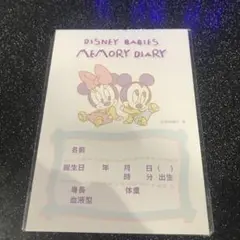 DISNEY BABIES
MEMORY DIARY
名前
誕生日 年 月 日( )
時 分 出生
身長 体重
血液型